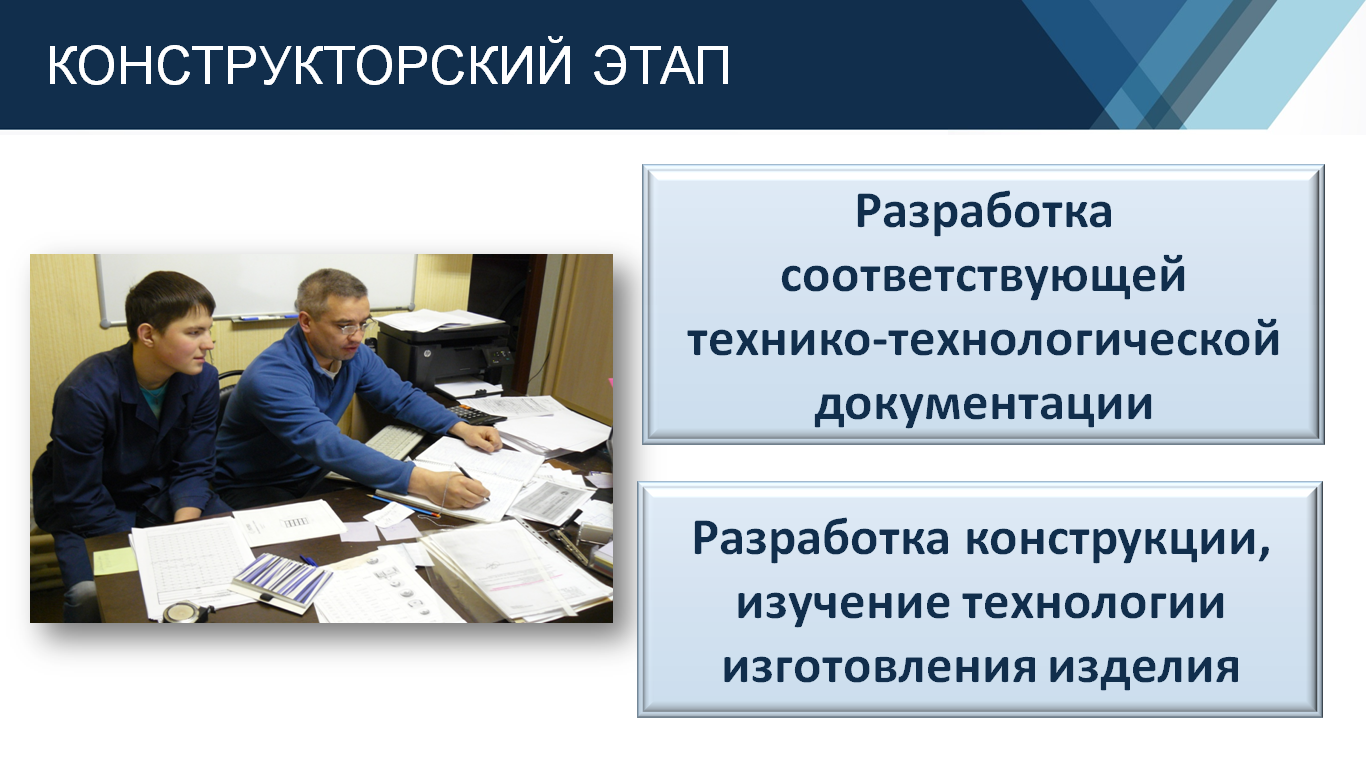 КОНСТРУКТОРСКИЙ ЭТАП
Разработка
соответствующей
технико-технологической
документации
Разработка конструкции,
изучение технологии
изготовления изделия